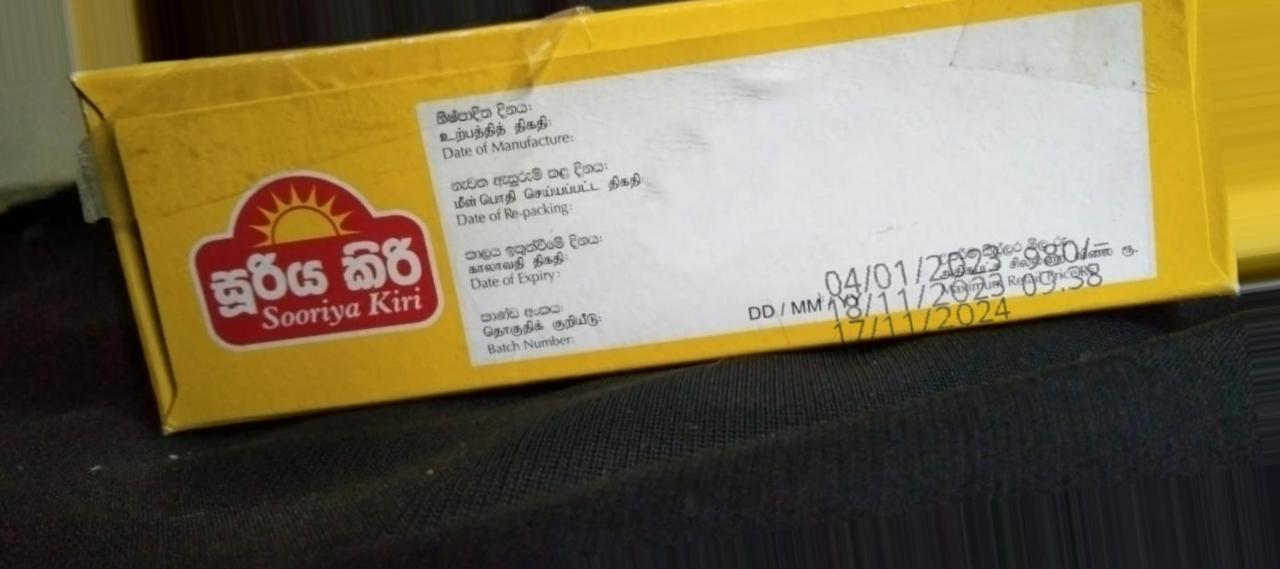 සූරිය කිරි
Sooriya Kiri
නිෂ්පාදිත දිනය:
உற்பத்தித் திகதி:
Date of Manufacture:
නැවත ඇසුරුම් කළ දිනය:
மீள் பொதி செய்யப்பட்ட திகதி
Date of Re-packing:
කාලය ඉකුත්වීමේ දිනය:
காலாவதி திகதி:
Date of Expiry:
කාණ්ඩ අංකය:
தொகுதிக் குறியீடு:
Batch Number:
04/01/2023 980/=
Maximum Retail Price
DD / MM / 18/11/2023 09:38
17/11/2024